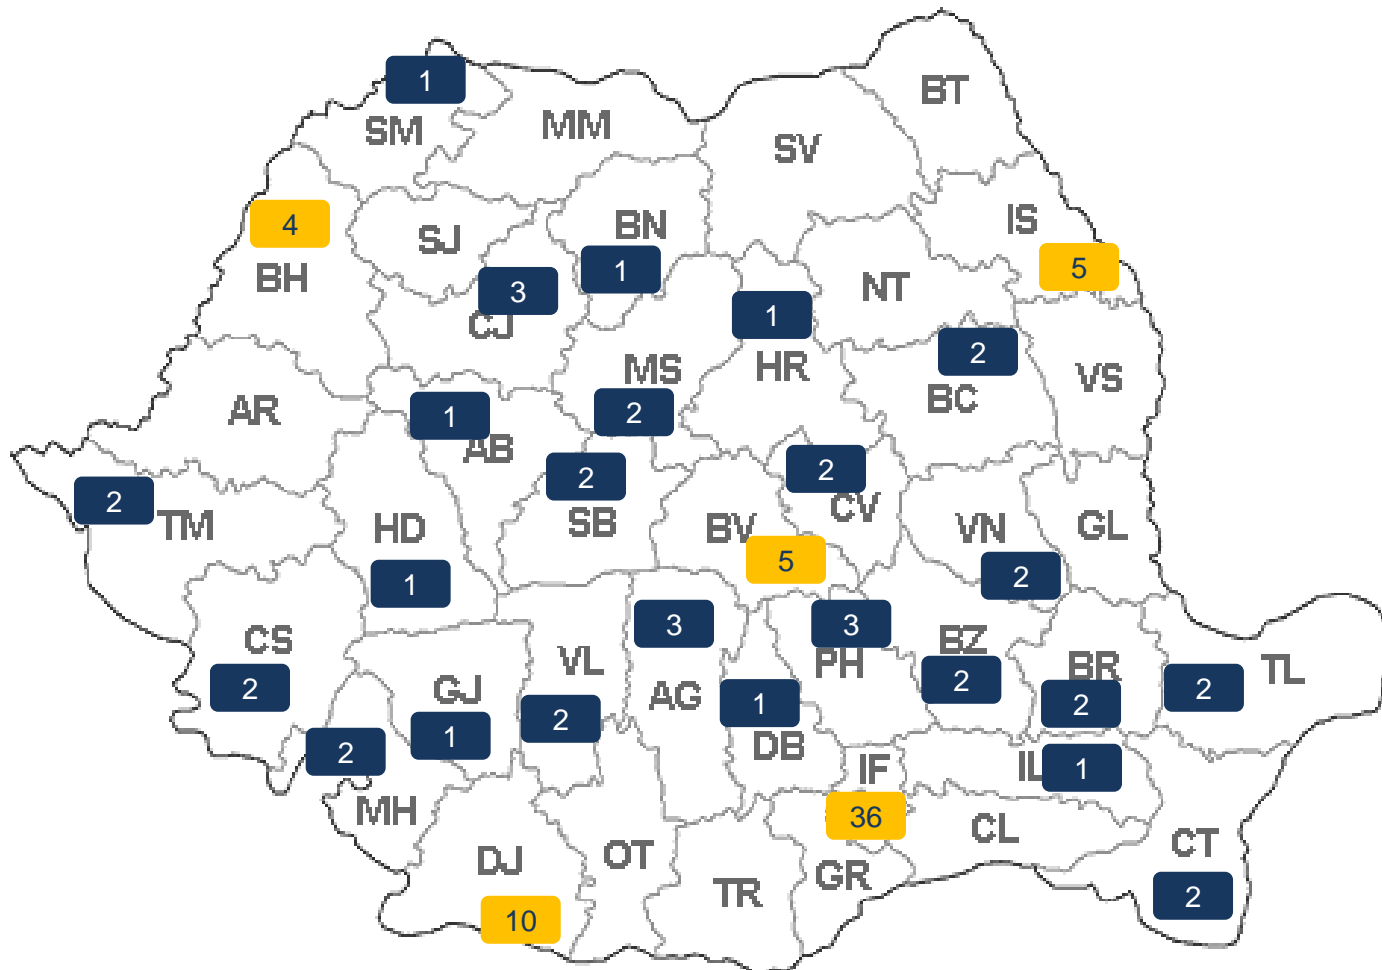 1
BT
SM
MM
SV
4
BN
IS
SJ
BH
1
5
3
NT
CJ
1
2
MS
HR
VS
AR
1
2
BC
AB
2
2
2
TM
HD
SB
BV
CV
VN
GL
5
1
2
CS
3
3
BZ
VL
PH
BR
TL
2
GJ
AG
2
2
1
2
2
1
2
DB
IF
IL
1
MH
36
CL
CT
DJ
OT
GR
TR
2
10